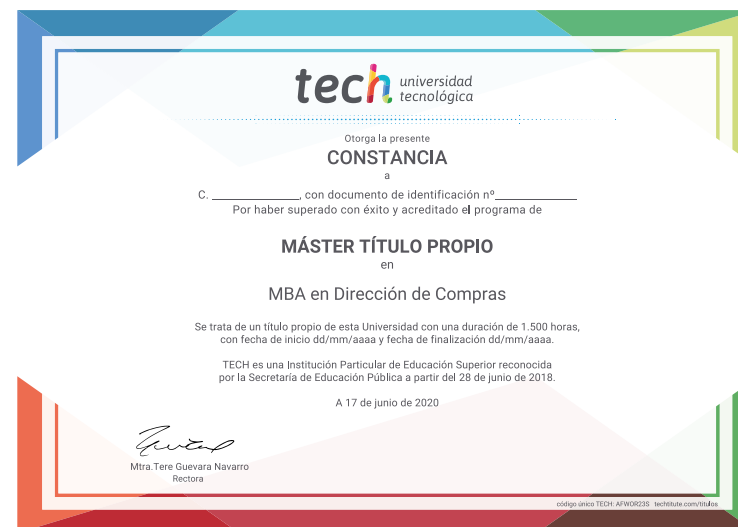 tech universidad
tecnológica
Otorga la presente
CONSTANCIA
a
C. _______________, con documento de identificación nº______________
Por haber superado con éxito y acreditado el programa de
MÁSTER TÍTULO PROPIO
en
MBA en Dirección de Compras
Se trata de un título propio de esta Universidad con una duración de 1.500 horas,
con fecha de inicio dd/mm/aaaa y fecha de finalización dd/mm/aaaa.
TECH es una Institución Particular de Educación Superior reconocida
por la Secretaría de Educación Pública a partir del 28 de junio de 2018.
A 17 de junio de 2020
Mtra.Tere Guevara Navarro
Rectora
código único TECH: AFWOR23S techtitute.com/titulos